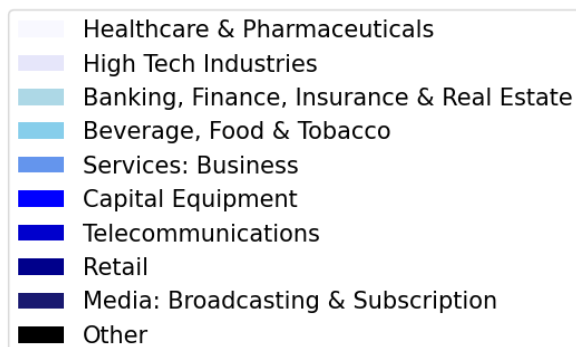 Healthcare & Pharmaceuticals
High Tech Industries
Banking, Finance, Insurance & Real Estate
Beverage, Food & Tobacco
Services: Business
Capital Equipment
Telecommunications
Retail
Media: Broadcasting & Subscription
Other